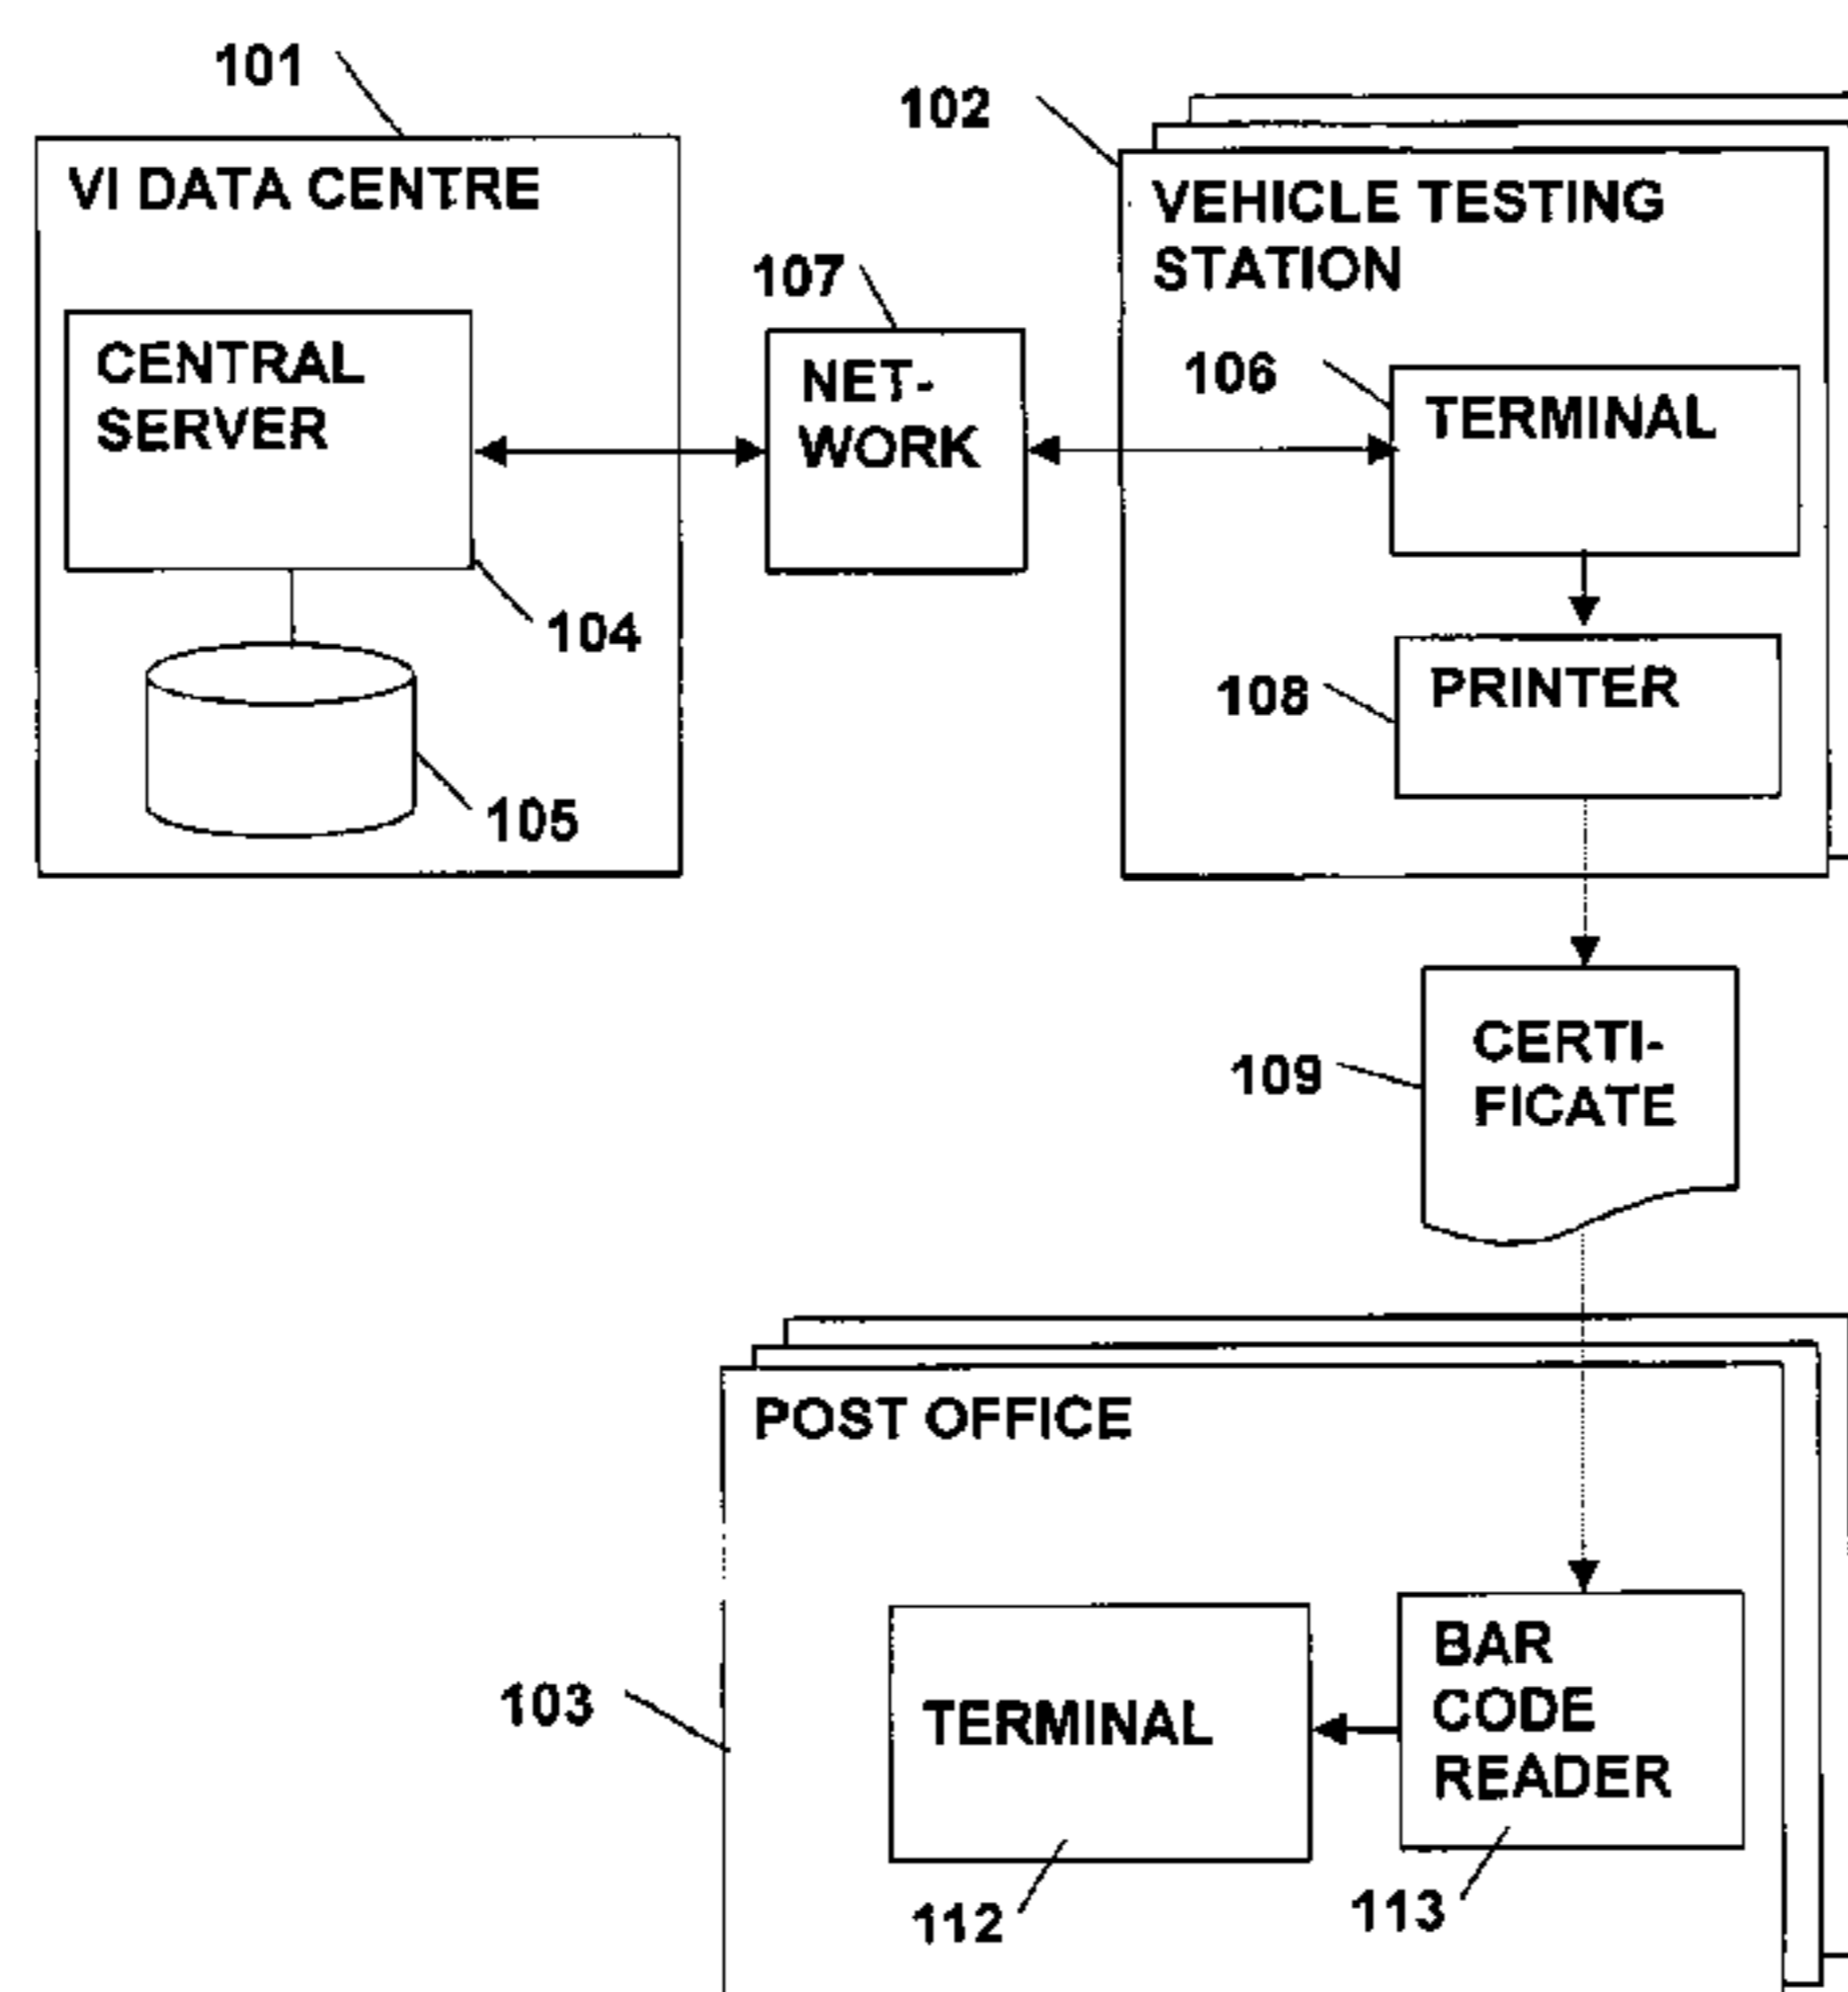 101
VI DATA CENTRE
CENTRAL
SERVER
104
105
107
NET-
WORK
102
VEHICLE TESTING
STATION
106
TERMINAL
108
PRINTER
109
CERTI-
FICATE
POST OFFICE
103
TERMINAL
112
BAR
CODE
READER
113